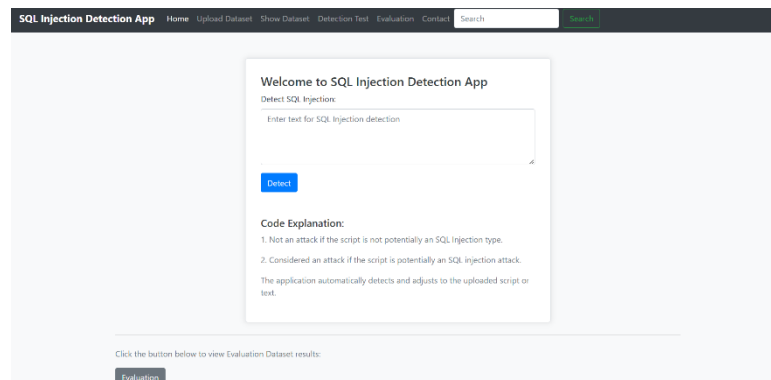 SQL Injection Detection App Home Upload Dataset Show Dataset Detection Test Evaluation Contact Search Search
Welcome to SQL Injection Detection App
Detect SQL Injection:
Enter text for SQL Injection detection
Detect
Code Explanation:
1. Not an attack if the script is not potentially an SQL Injection type.
2. Considered an attack if the script is potentially an SQL injection attack.
The application automatically detects and adjusts to the uploaded script or
text.
Click the button below to view Evaluation Dataset results:
Evaluation